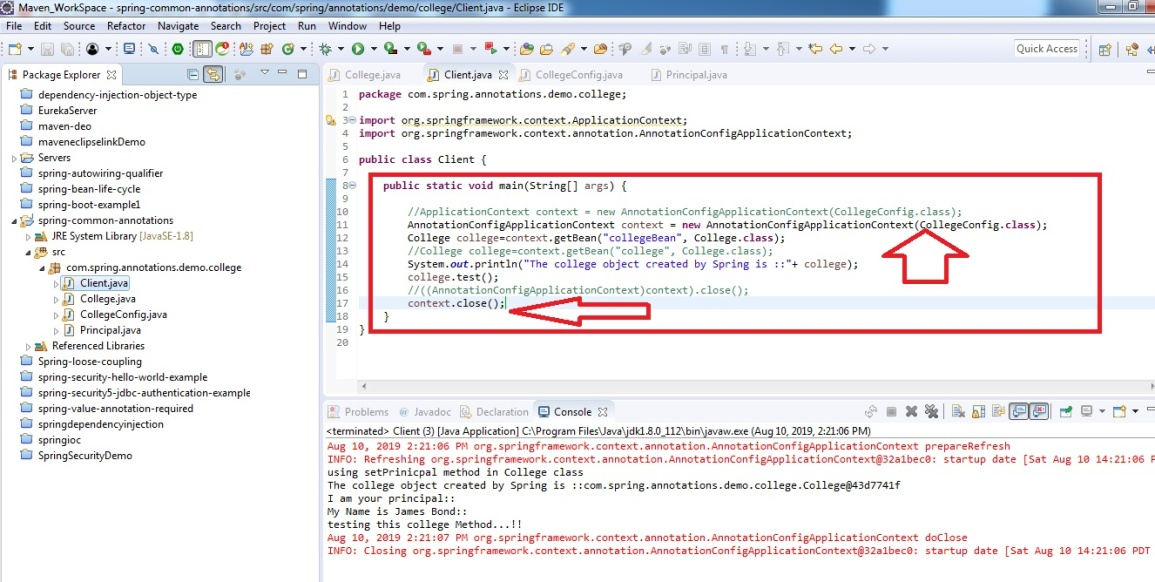 Maven_WorkSpace - spring-common-annotations/src/com/spring/annotations/demo/college/Client.java - Eclipse IDE
File Edit Source Refactor Navigate Search Project Run Window Help
Quick Access
Package Explorer
dependency-injection-object-type
EurekaServer
maven-deo
maveneclipselinkDemo
Servers
spring-autowiring-qualifier
spring-bean-life-cycle
spring-boot-example1
spring-common-annotations
JRE System Library [JavaSE-1.8]
src
com.spring.annotations.demo.college
Client.java
College.java
CollegeConfig.java
Principal.java
Referenced Libraries
Spring-loose-coupling
spring-security-hello-world-example
spring-security5-jdbc-authentication-example
spring-value-annotation-required
springdependencyinjection
springioc
SpringSecurityDemo
College.java Client.java CollegeConfig.java Principal.java
1 package com.spring.annotations.demo.college;
2
3 import org.springframework.context.ApplicationContext;
4 import org.springframework.context.annotation.AnnotationConfigApplicationContext;
5
6 public class Client {
7
8 public static void main(String[] args) {
9
10 //ApplicationContext context = new AnnotationConfigApplicationContext(CollegeConfig.class);
11 AnnotationConfigApplicationContext context = new AnnotationConfigApplicationContext(CollegeConfig.class);
12 College college=context.getBean("collegeBean", College.class);
13 //College college=context.getBean("college", College.class);
14 System.out.println("The college object created by Spring is ::"+ college);
15 college.test();
16 //((AnnotationConfigApplicationContext)context).close();
17 context.close();
18 }
19 }
20
Problems Javadoc Declaration Console
<terminated> Client (3) [Java Application] C:\Program Files\Java\jdk1.8.0_112\bin\javaw.exe (Aug 10, 2019, 2:21:06 PM)
Aug 10, 2019 2:21:06 PM org.springframework.context.annotation.AnnotationConfigApplicationContext prepareRefresh
INFO: Refreshing org.springframework.context.annotation.AnnotationConfigApplicationContext@32a1bec0: startup date [Sat Aug 10 14:21:06 P
using setPrinicpal method in College class
The college object created by Spring is ::com.spring.annotations.demo.college.College@43d7741f
I am your principal::
My Name is James Bond::
testing this college Method...!!
Aug 10, 2019 2:21:07 PM org.springframework.context.annotation.AnnotationConfigApplicationContext doClose
INFO: Closing org.springframework.context.annotation.AnnotationConfigApplicationContext@32a1bec0: startup date [Sat Aug 10 14:21:06 PDT